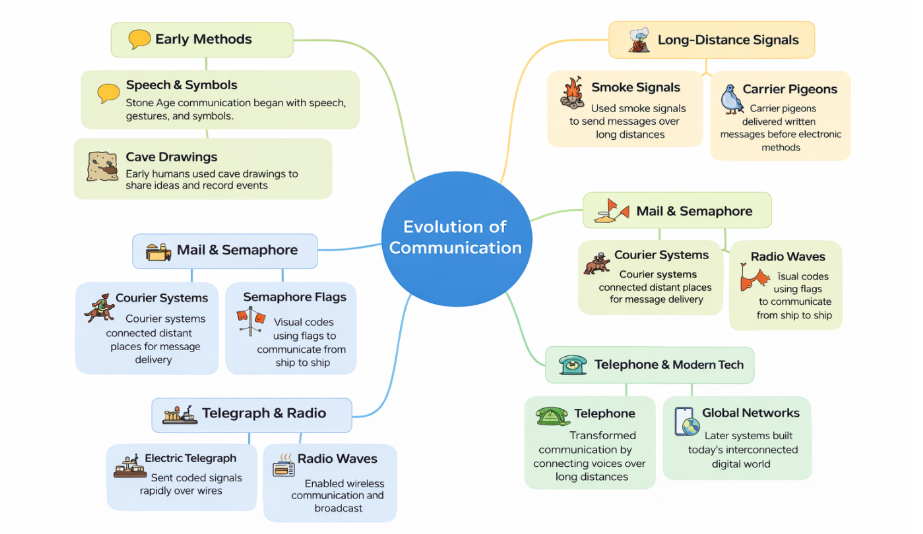 Early Methods
Speech & Symbols
Stone Age communication began with speech,
gestures, and symbols.
Cave Drawings
Early humans used cave drawings to
share ideas and record events
Mail & Semaphore
Courier Systems
Courier systems
connected distant
places for message
delivery
Semaphore Flags
Visual codes
using flags to
communicate from
ship to ship
Telegraph & Radio
Electric Telegraph
Sent coded signals
rapidly over wires
Radio Waves
Enabled wireless
communication and
broadcast
Evolution of
Communication
Long-Distance Signals
Smoke Signals
Used smoke signals
to send messages over
long distances
Carrier Pigeons
Carrier pigeons
delivered written
messages before electronic
methods
Mail & Semaphore
Courier Systems
Courier systems
connected distant places
for message delivery
Radio Waves
isual codes
using flags
to communicate
from ship to ship
Telephone & Modern Tech
Telephone
Transformed
communication by
connecting voices over
long distances
Global Networks
Later systems built
today's interconnected
digital world